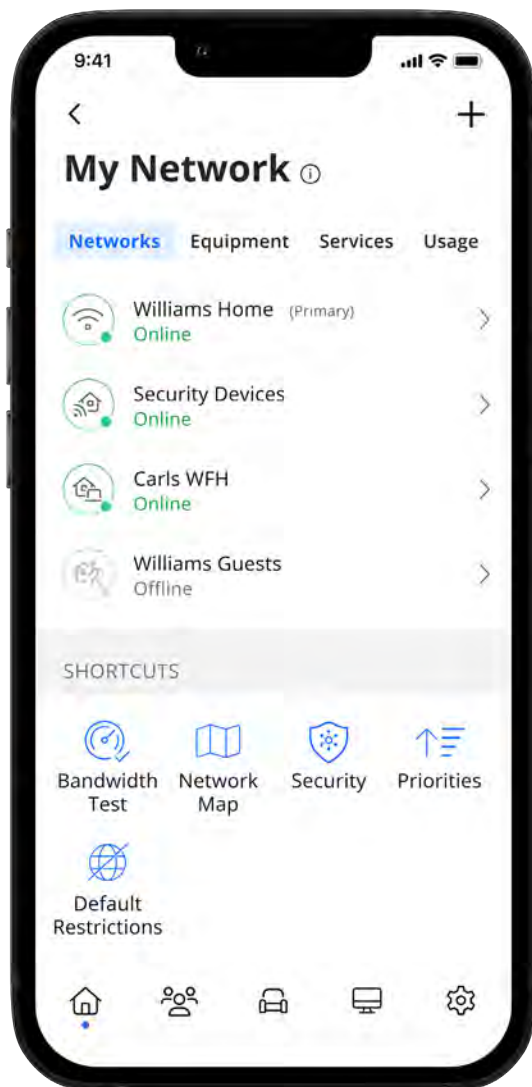 9:41
My Network
Networks Equipment Services Usage
Williams Home (Primary)
Online
Security Devices
Online
Carls WFH
Online
Williams Guests
Offline
SHORTCUTS
Bandwidth Test
Network Map
Security
Priorities
Default
Restrictions